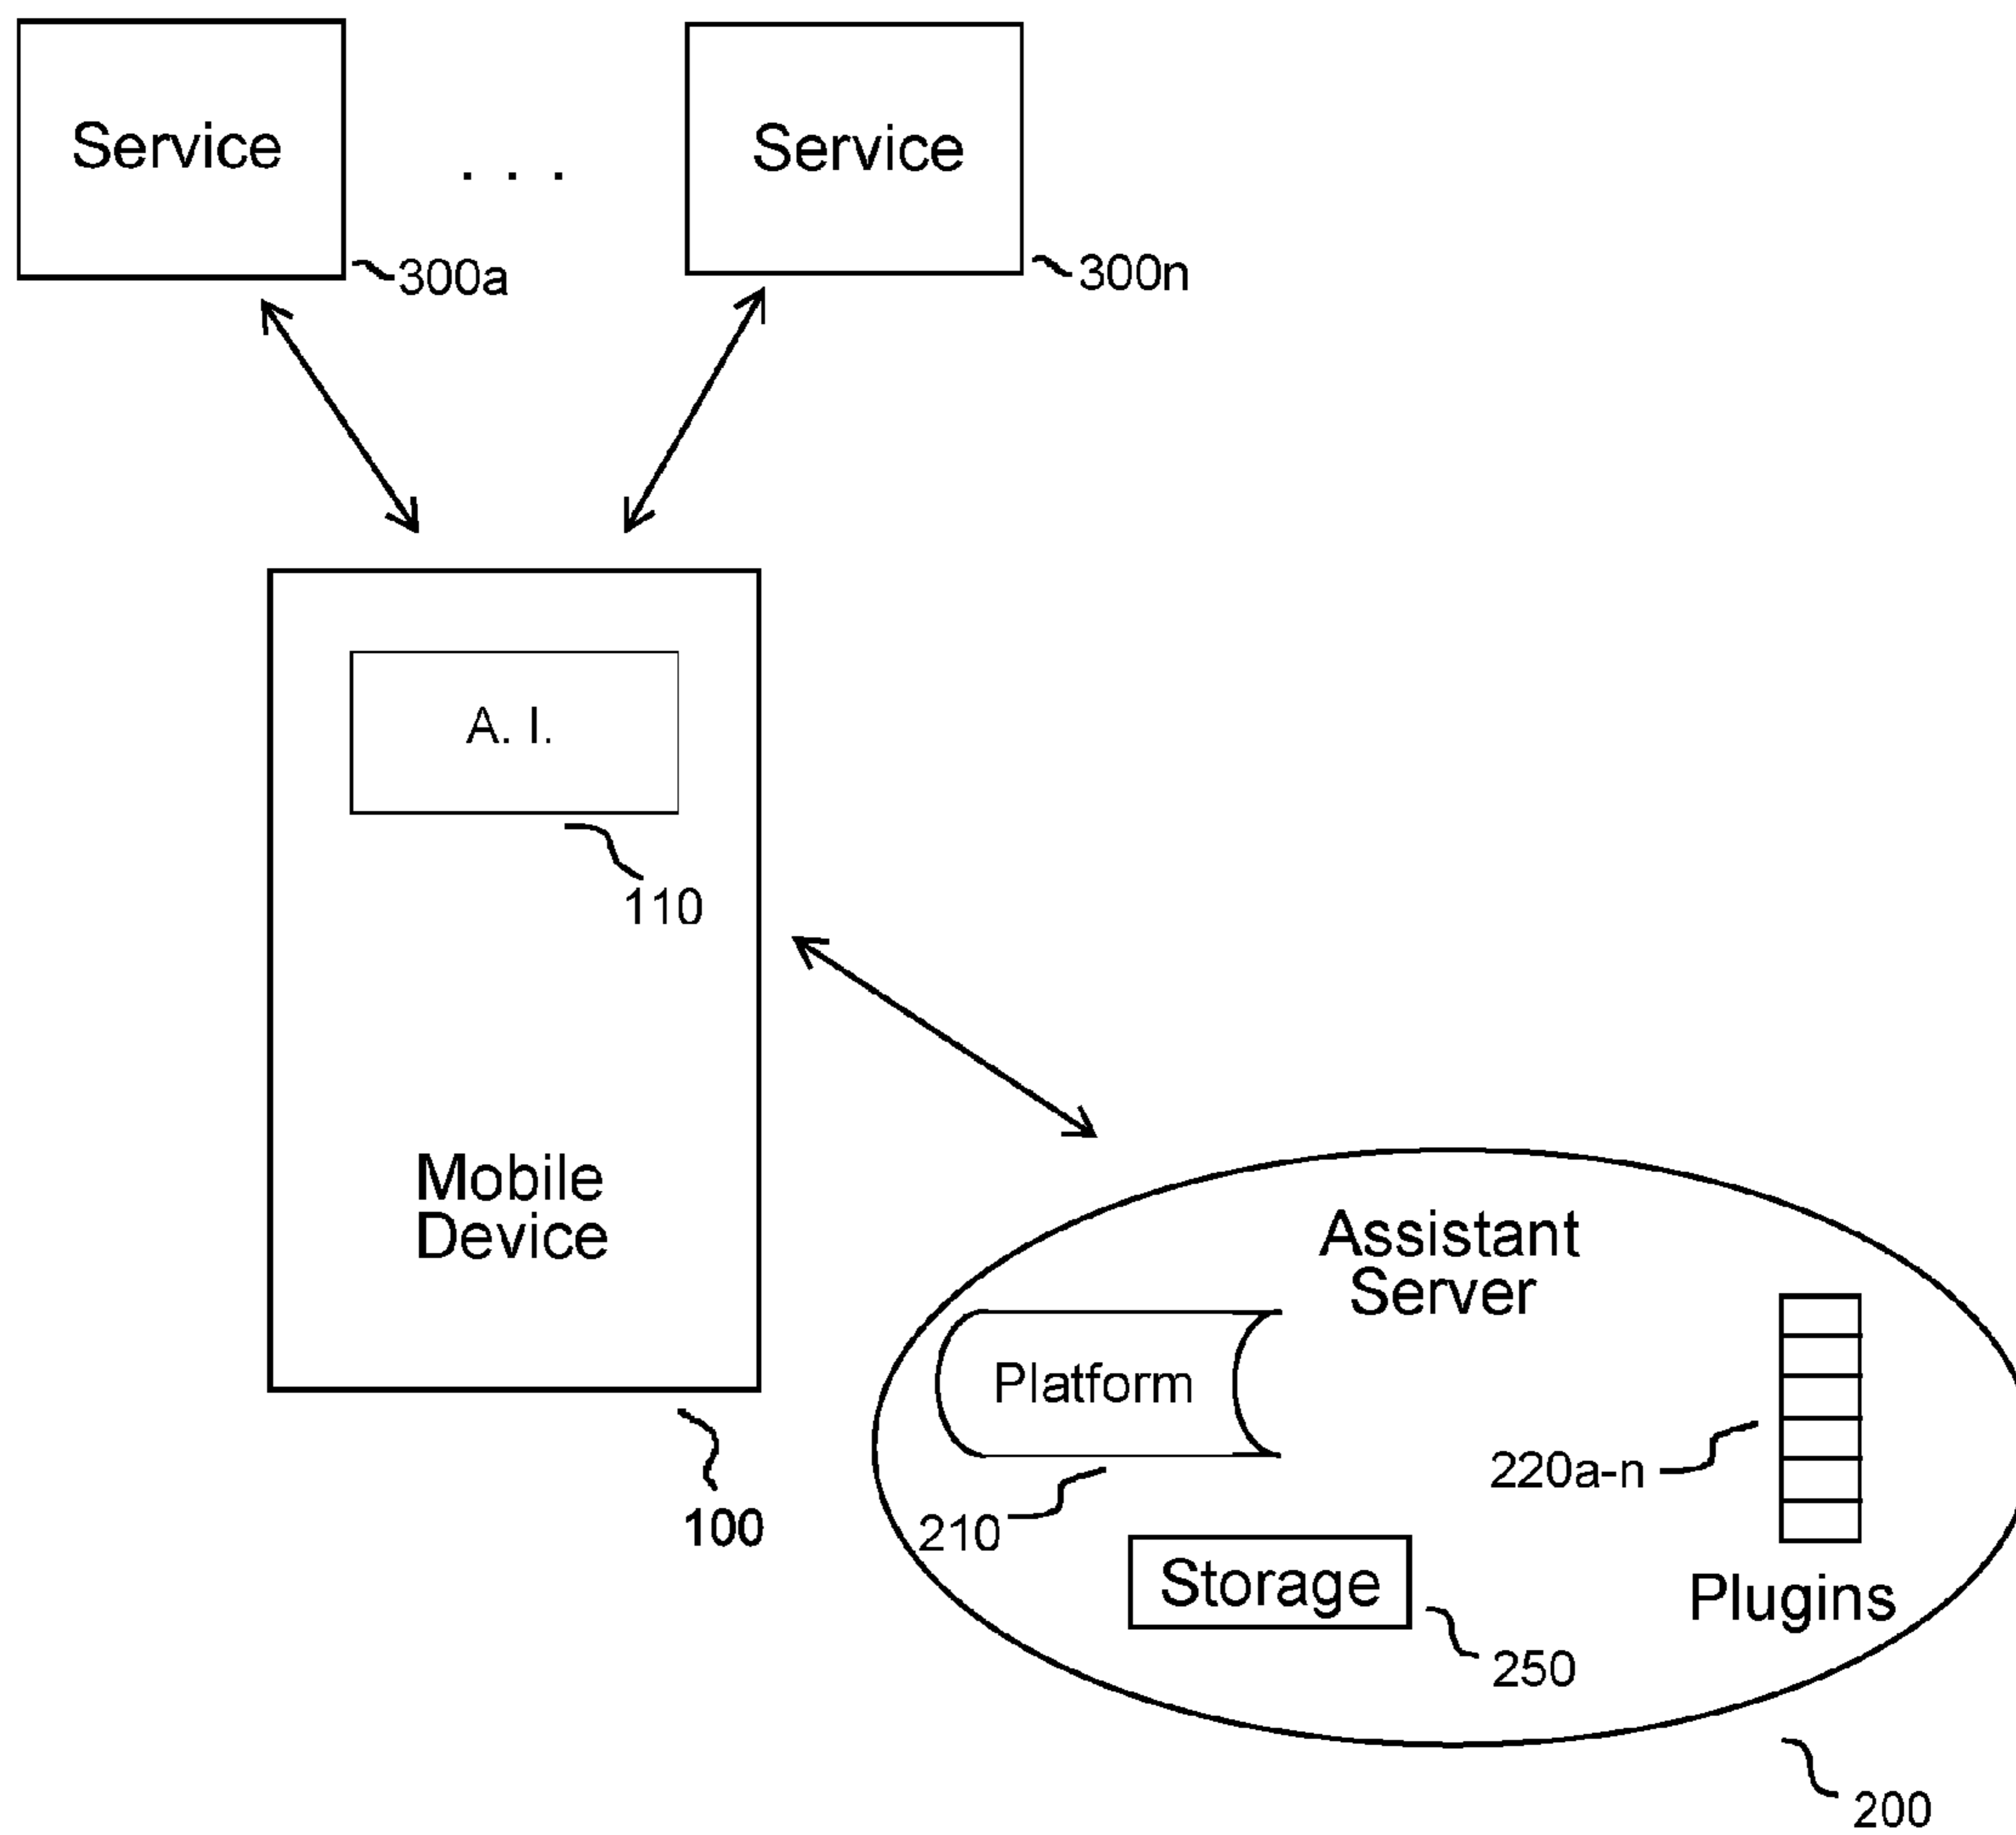 Service
. . .
Service
300a
300n
A. I.
110
Mobile
Device
100
Assistant
Server
Platform
210
220a-n
Storage
250
Plugins
200